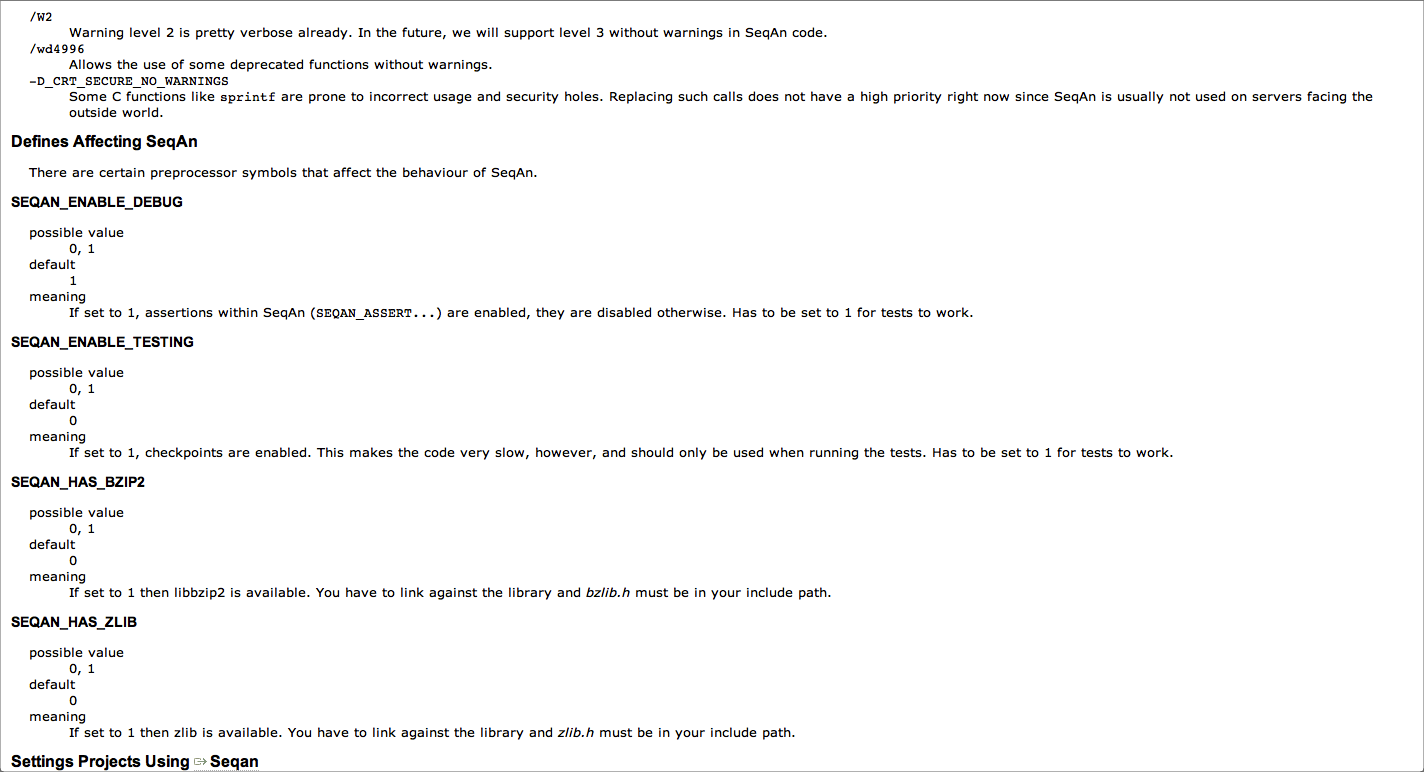 /W2
Warning level 2 is pretty verbose already. In the future, we will support level 3 without warnings in SeqAn code.
/wd4996
Allows the use of some deprecated functions without warnings.
-D_CRT_SECURE_NO_WARNINGS
Some C functions like sprintf are prone to incorrect usage and security holes. Replacing such calls does not have a high priority right now since SeqAn is usually not used on servers facing the
outside world.
Defines Affecting SeqAn
There are certain preprocessor symbols that affect the behaviour of SeqAn.
SEQAN_ENABLE_DEBUG
possible value
0, 1
default
1
meaning
If set to 1, assertions within SeqAn (SEQAN_ASSERT...) are enabled, they are disabled otherwise. Has to be set to 1 for tests to work.
SEQAN_ENABLE_TESTING
possible value
0, 1
default
0
meaning
If set to 1, checkpoints are enabled. This makes the code very slow, however, and should only be used when running the tests. Has to be set to 1 for tests to work.
SEQAN_HAS_BZIP2
possible value
0, 1
default
0
meaning
If set to 1 then libbzip2 is available. You have to link against the library and bzlib.h must be in your include path.
SEQAN_HAS_ZLIB
possible value
0, 1
default
0
meaning
If set to 1 then zlib is available. You have to link against the library and zlib.h must be in your include path.
Settings Projects Using Seqan